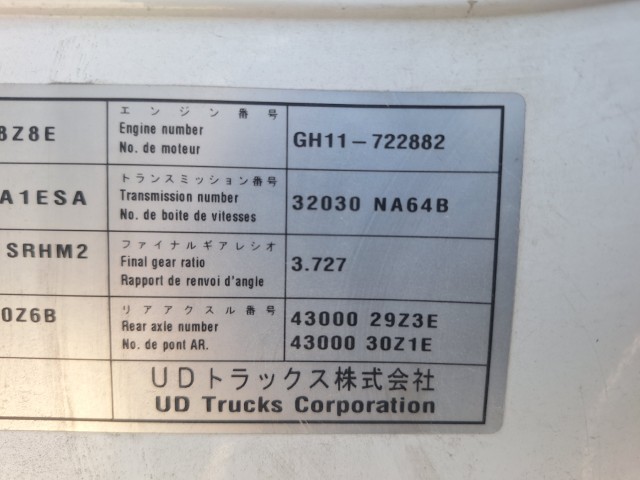 8Z8E
エンジン番号
Engine number
No. de moteur
GH11-722882
A1ESA
トランスミッション番号
Transmission number
No. de boite de vitesses
32030 NA64B
SRHM2
ファイナルギアレシオ
Final gear ratio
Rapport de renvoi d'angle
3.727
0Z6B
リアアクスル番号
Rear axle number
No. de pont AR.
43000 29Z3E
43000 30Z1E
UDトラックス株式会社
UD Trucks Corporation